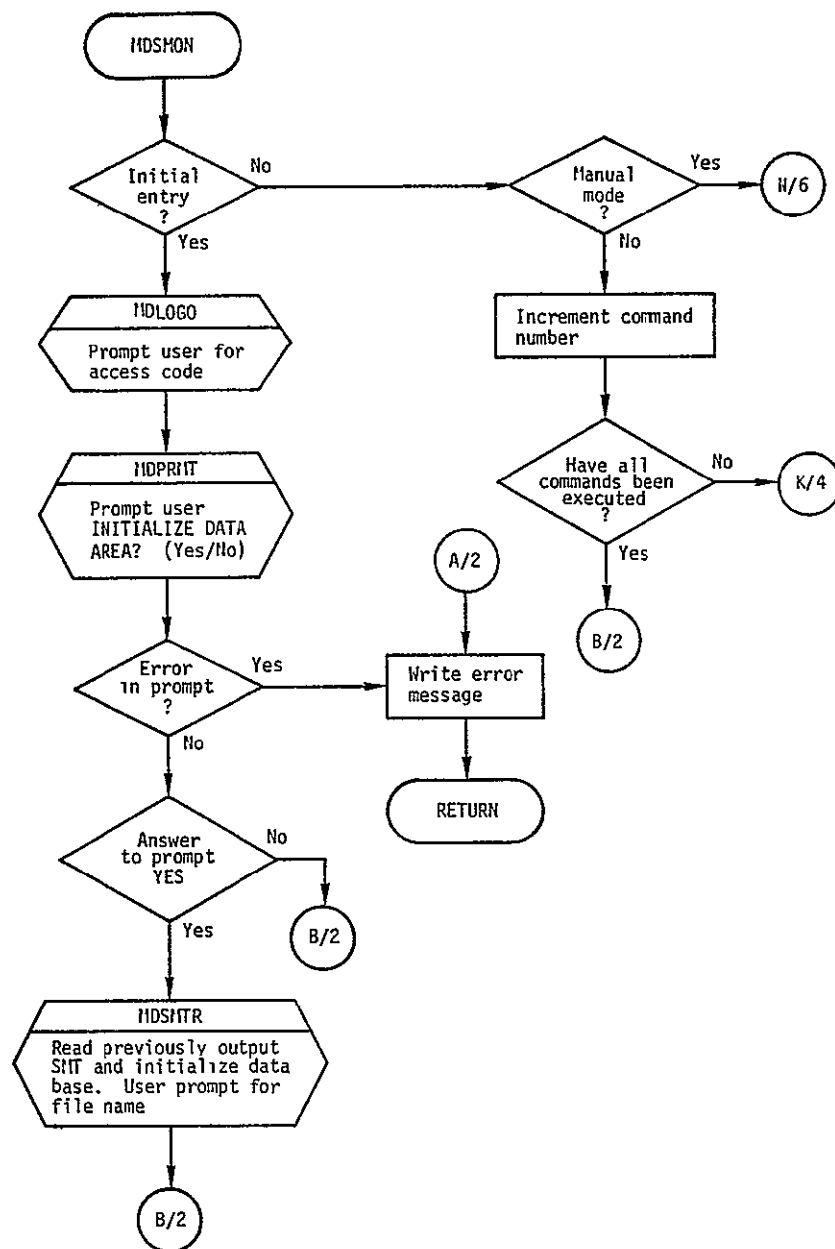 MDSMON
Initial
entry
?
No
Yes
Manual
mode
?
Yes
No
N/6
MDLOGO
Prompt user for
access code
Increment command
number
MDPRMT
Prompt user
INITIALIZE DATA
AREA? (Yes/No)
Have all
commands been
executed
?
No
Yes
K/4
B/2
A/2
Error
in prompt
?
Yes
No
Write error
message
RETURN
Answer
to prompt
YES
No
Yes
B/2
MDSMTR
Read previously output
SMT and initialize data
base. User prompt for
file name
B/2